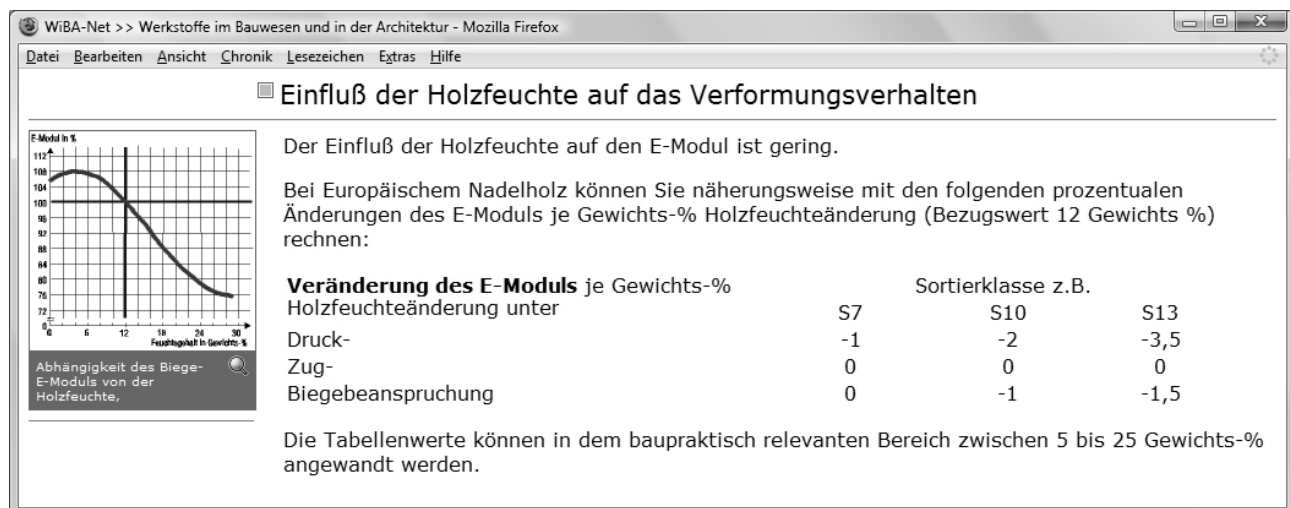 WiBA-Net >> Werkstoffe im Bauwesen und in der Architektur - Mozilla Firefox
Datei Bearbeiten Ansicht Chronik Lesezeichen Extras Hilfe
Einfluß der Holzfeuchte auf das Verformungsverhalten
E-Modul in %
112
108
104
100
96
92
88
84
80
76
72
0
0 6 12 18 24 30
Feuchtegehalt in Gewichts-%
Abhängigkeit des Biege-
E-Moduls von der
Holzfeuchte,
Der Einfluß der Holzfeuchte auf den E-Modul ist gering.
Bei Europäischem Nadelholz können Sie näherungsweise mit den folgenden prozentualen
Änderungen des E-Moduls je Gewichts-% Holzfeuchteänderung (Bezugswert 12 Gewichts %)
rechnen:
Veränderung des E-Moduls je Gewichts-% Sortierklasse z.B.
Holzfeuchteänderung unter S7 S10 S13
Druck- -1 -2 -3,5
Zug- 0 0 0
Biegebeanspruchung 0 -1 -1,5
Die Tabellenwerte können in dem baupraktisch relevanten Bereich zwischen 5 bis 25 Gewichts-%
angewandt werden.